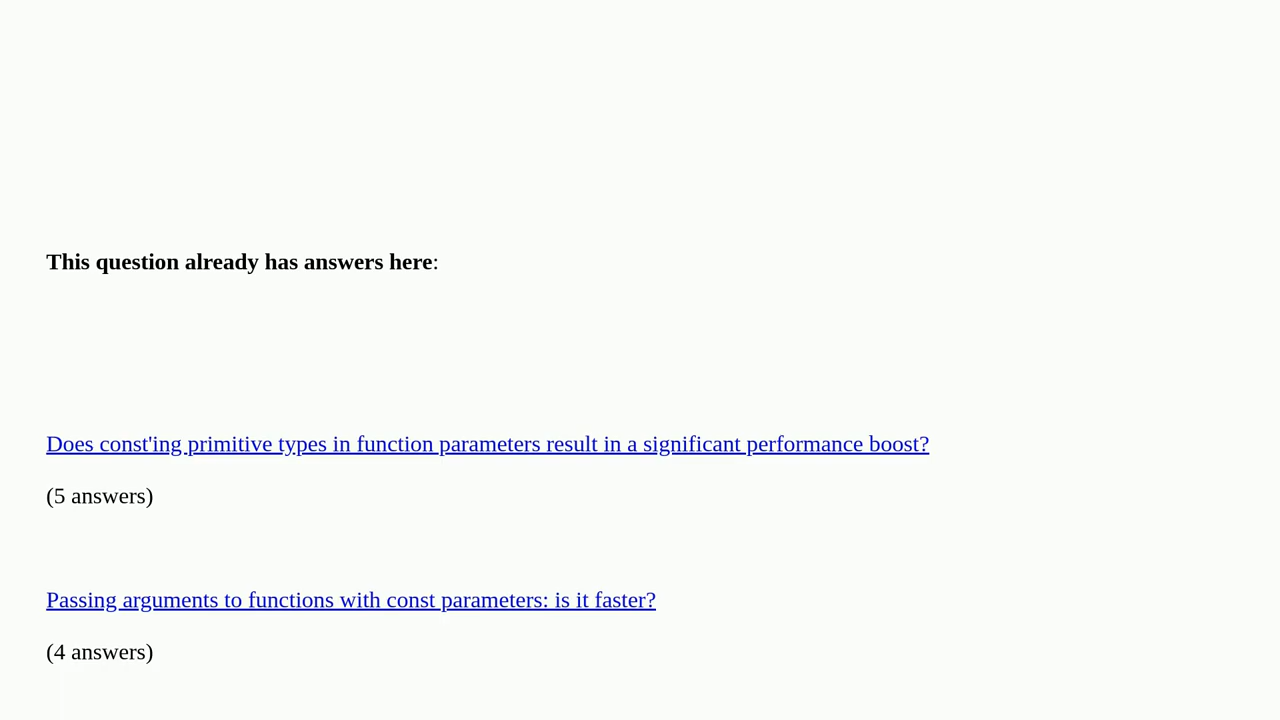 This question already has answers here:
Does const'ing primitive types in function parameters result in a significant performance boost?
(5 answers)
Passing arguments to functions with const parameters: is it faster?
(4 answers)